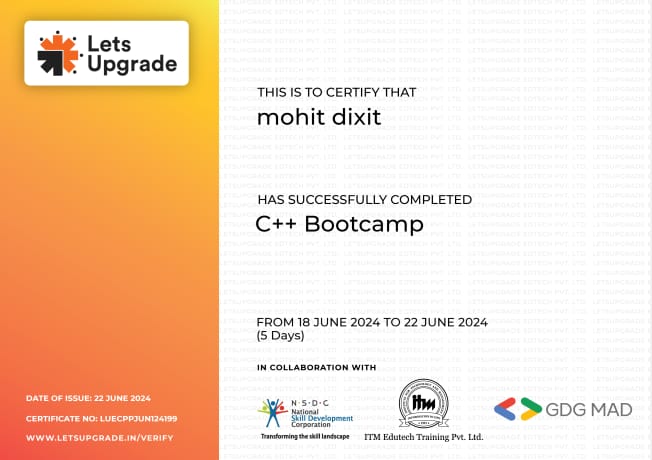 Lets
Upgrade
THIS IS TO CERTIFY THAT
mohit dixit
HAS SUCCESSFULLY COMPLETED
C++ Bootcamp
FROM 18 JUNE 2024 TO 22 JUNE 2024
(5 Days)
IN COLLABORATION WITH
N·S·D·C
National
Skill Development
Corporation
Transforming the skill landscape
itm
ITM Edutech Training Pvt. Ltd.
GDG MAD
DATE OF ISSUE: 22 JUNE 2024
CERTIFICATE NO: LUECPPJUN124199
WWW.LETSUPGRADE.IN/VERIFY